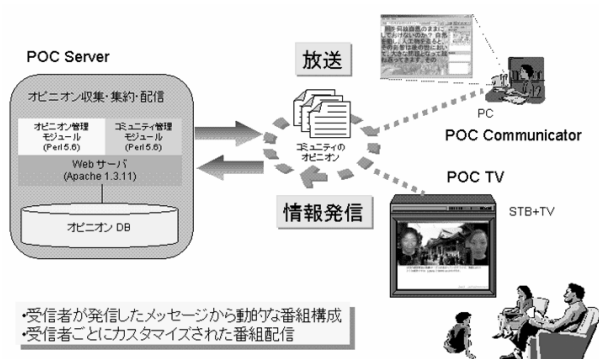 POC Server
オピニオン収集・集約・配信
オピニオン管理
モジュール
(Perl5.6)
コミュニティ管理
モジュール
(Perl5.6)
Web サーバ
(Apache 1.3.11)
オピニオン DB
放送
コミュニティの
オピニオン
情報発信
PC
POC Communicator
POC TV
STB+TV
•受信者が発信したメッセージから動的な番組構成
•受信者ごとにカスタマイズされた番組配信